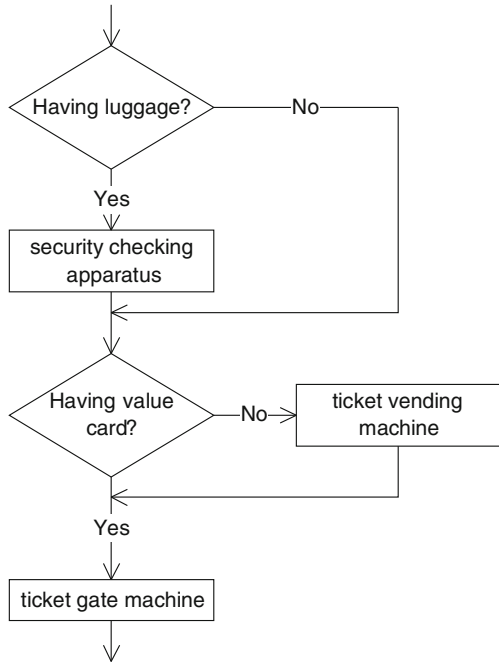 Having luggage?
No
Yes
security checking
apparatus
Having value
card?
No
ticket vending
machine
Yes
ticket gate machine